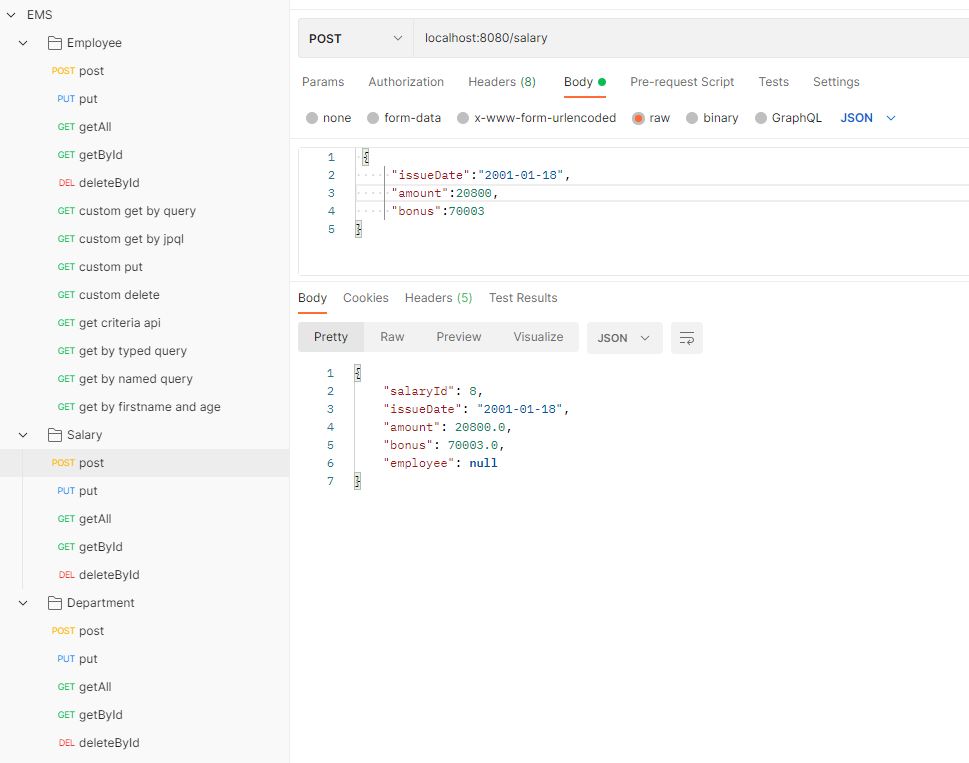 EMS
Employee
POST post
PUT put
GET getAll
GET getById
DEL deleteById
GET custom get by query
GET custom get by jpql
GET custom put
GET custom delete
GET get criteria api
GET get by typed query
GET get by named query
GET get by firstname and age
Salary
POST post
PUT put
GET getAll
GET getById
DEL deleteById
Department
POST post
PUT put
GET getAll
GET getById
DEL deleteById
POST localhost:8080/salary
Params Authorization Headers (8) Body Pre-request Script Tests Settings
none form-data x-www-form-urlencoded raw binary GraphQL JSON
1 {
2 "issueDate":"2001-01-18",
3 "amount":20800,
4 "bonus":70003
5 }
Body Cookies Headers (5) Test Results
Pretty Raw Preview Visualize JSON
1 {
2 "salaryId": 8,
3 "issueDate": "2001-01-18",
4 "amount": 20800.0,
5 "bonus": 70003.0,
6 "employee": null
7 }